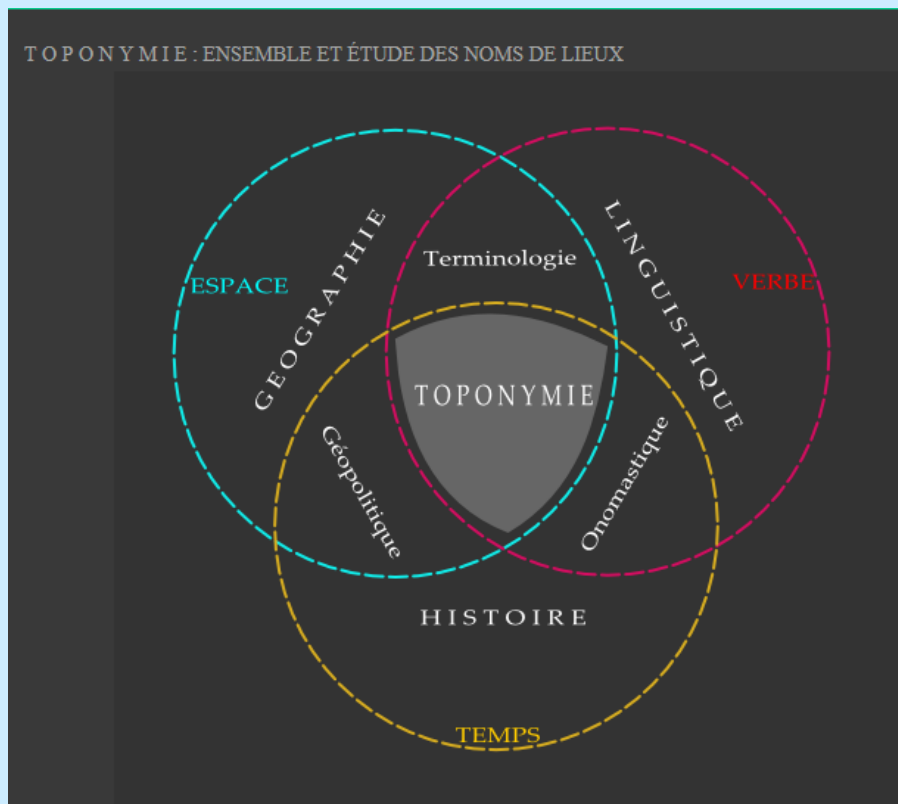 TOPONYMIE : ENSEMBLE ET ÉTUDE DES NOMS DE LIEUX
GEOGRAPHIE
LINGUISTIQUE
Terminologie
ESPACE
VERBE
TOPONYMIE
Géopolitique
Onomastique
HISTOIRE
TEMPS